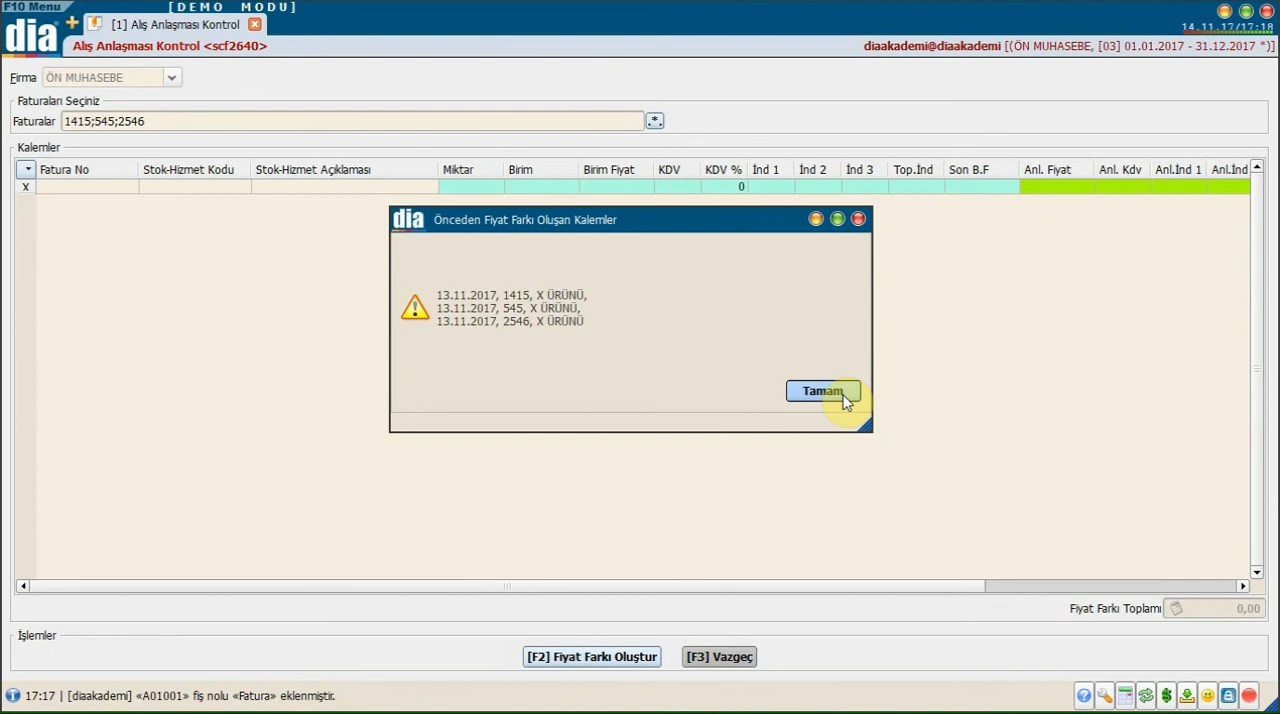 F10 Menu
[DEMO MODU]
dia
[1] Alış Anlaşması Kontrol
14.11.17/17:18
Alış Anlaşması Kontrol <scf2640>
diaakademi@diaakademi [(ÖN MUHASEBE, [03] 01.01.2017 - 31.12.2017 *)]
Firma ÖN MUHASEBE
Faturaları Seçiniz
Faturalar 1415;545;2546 .*.
Kalemler
Fatura No Stok-Hizmet Kodu Stok-Hizmet Açıklaması Miktar Birim Birim Fiyat KDV KDV % İnd 1 İnd 2 İnd 3 Top.İnd Son B.F Anl. Fiyat Anl. Kdv Anl.İnd 1 Anl.İnd
X 0
dia Önceden Fiyat Farkı Oluşan Kalemler
13.11.2017, 1415, X ÜRÜNÜ,
13.11.2017, 545, X ÜRÜNÜ,
13.11.2017, 2546, X ÜRÜNÜ
Tamam
Fiyat Farkı Toplamı 0,00
İşlemler
[F2] Fiyat Farkı Oluştur [F3] Vazgeç
17:17 | [diaakademi] «A01001» fiş nolu «Fatura» eklenmiştir.